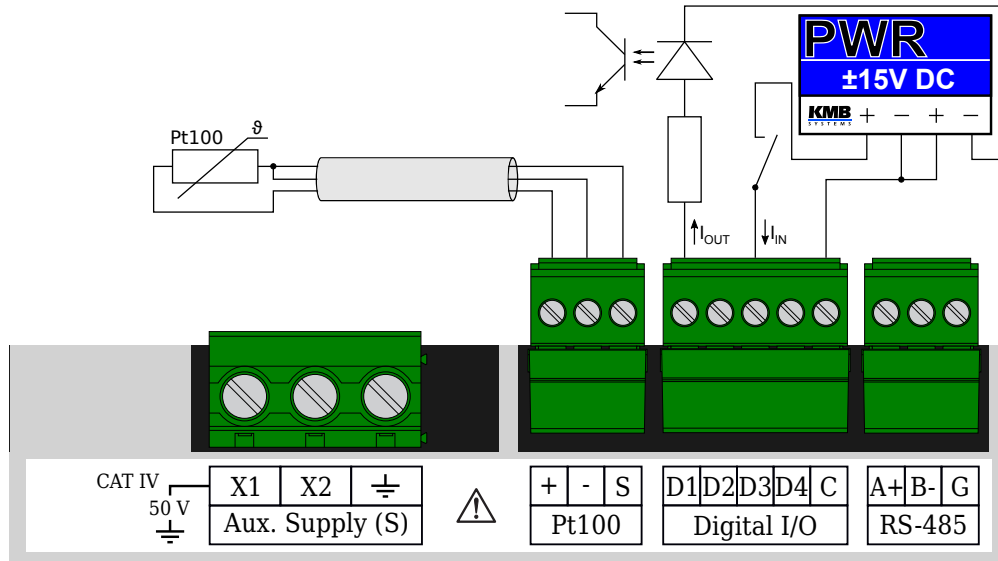 PWR
±15V DC
KMB
SYSTEMS
+ − + −
Pt100
ϑ
IOUT
IIN
CAT IV
50 V
X1 X2
Aux. Supply (S)
+ - S
Pt100
D1 D2 D3 D4 C
Digital I/O
A+ B- G
RS-485